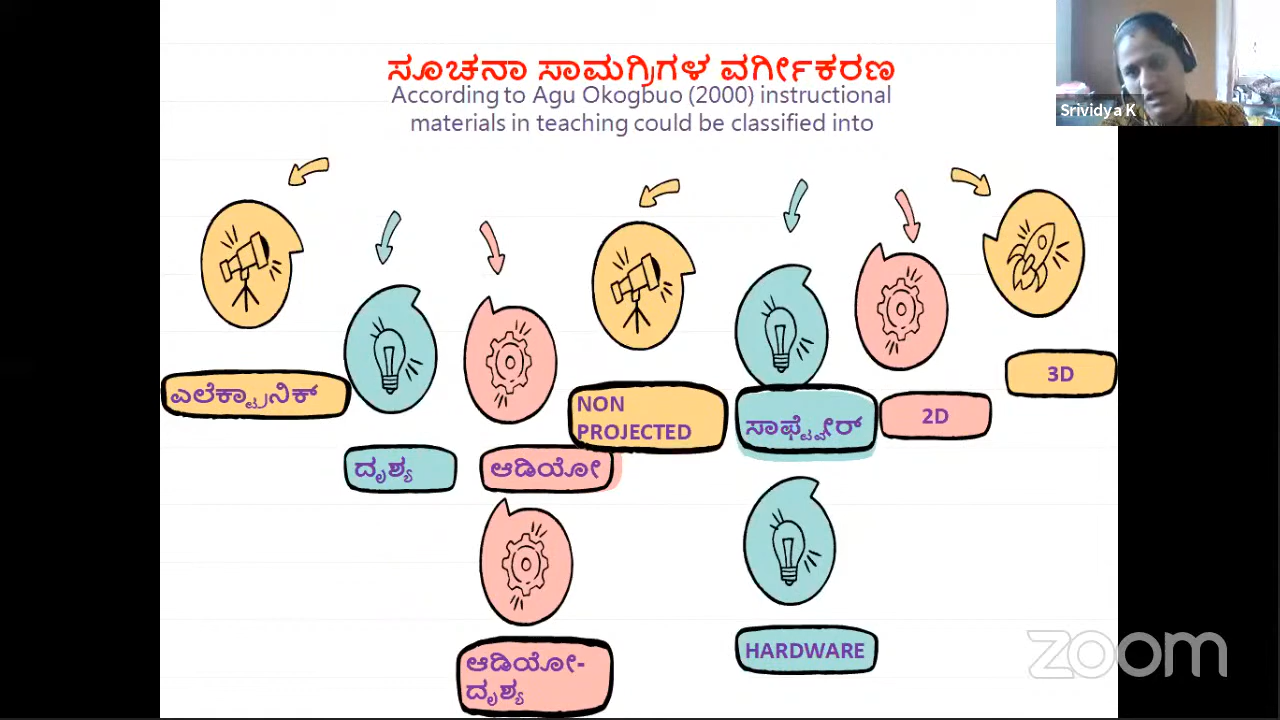 ಸೂಚನಾ ಸಾಮಗ್ರಿಗಳ ವರ್ಗೀಕರಣ
According to Agu Okogbuo (2000) instructional
materials in teaching could be classified into
Srividya K
ಎಲೆಕ್ಟ್ರಾನಿಕ್
ದೃಶ್ಯ
ಆಡಿಯೋ
NON
PROJECTED
ಸಾಫ್ಟ್ವೇರ್
2D
3D
ಆಡಿಯೋ-
ದೃಶ್ಯ
HARDWARE
zoom